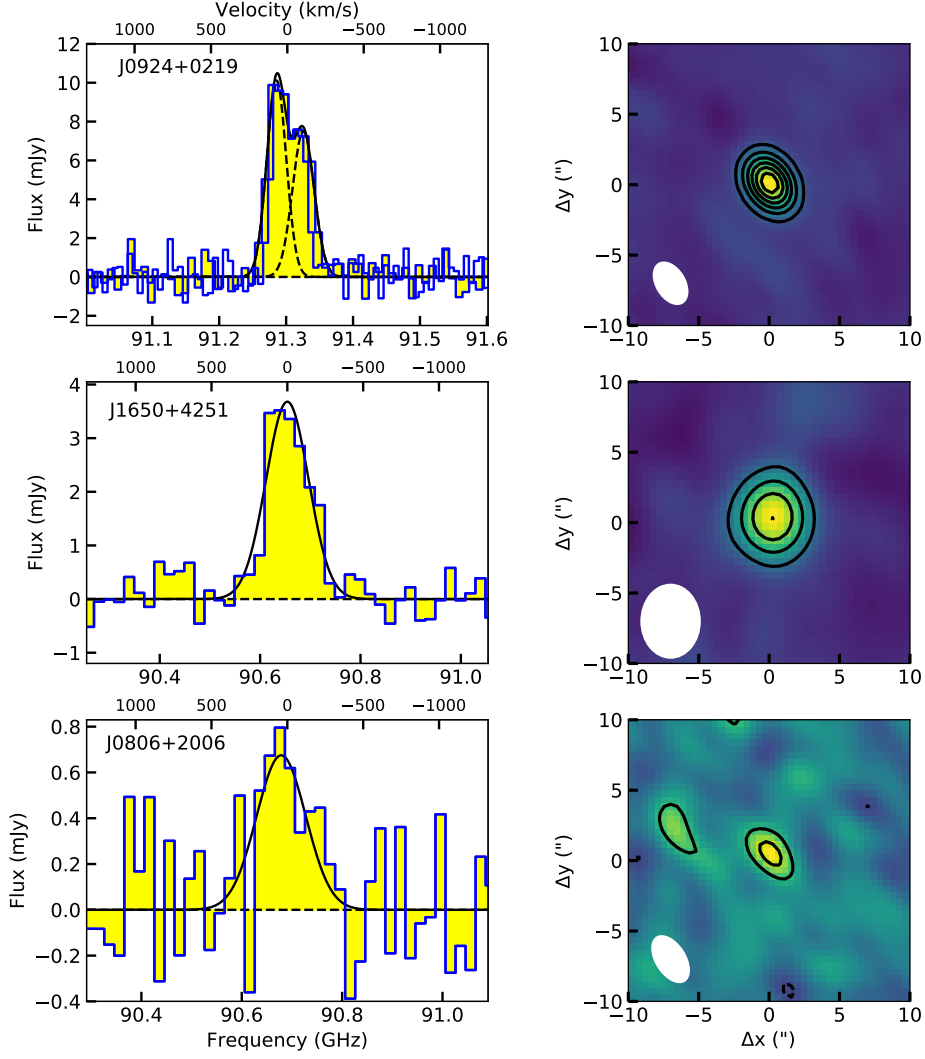 Velocity (km/s)
1000 500 0 −500 −1000
J0924+0219
12
10
8
6
4
2
0
−2
Flux (mJy)
91.1 91.2 91.3 91.4 91.5 91.6
10
5
0
−5
−10
Δy (")
−10 −5 0 5 10
1000 500 0 −500 −1000
J1650+4251
4
3
2
1
0
−1
Flux (mJy)
90.4 90.6 90.8 91.0
10
5
0
−5
−10
Δy (")
−10 −5 0 5 10
1000 500 0 −500 −1000
J0806+2006
0.8
0.6
0.4
0.2
0.0
−0.2
−0.4
Flux (mJy)
90.4 90.6 90.8 91.0
Frequency (GHz)
10
5
0
−5
−10
Δy (")
−10 −5 0 5 10
Δx (")